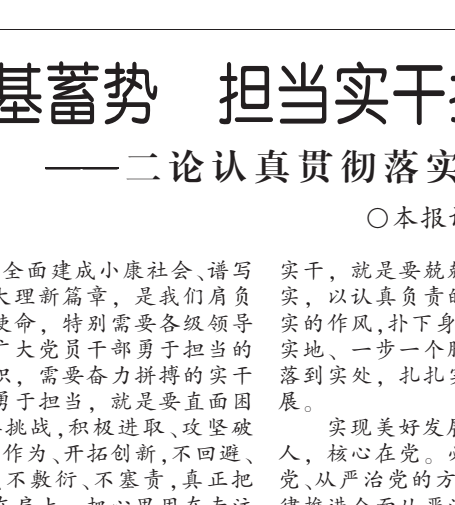 基蓄势 担当实干
——二论认真贯彻落实
○本报
全面建成小康社会、谱写
大理新篇章，是我们肩负
使命，特别需要各级领导
广大党员干部勇于担当的
识，需要奋力拼搏的实干
勇于担当，就是要直面困
挑战，积极进取、攻坚破
作为、开拓创新，不回避、
不敷衍、不塞责，真正把
实干，就是要兢
实，以认真负责的
实的作风，扑下身
实地、一步一个
落到实处，扎扎实
展。
实现美好发展
人，核心在党。
党、从严治党的方
律推进全面从严治